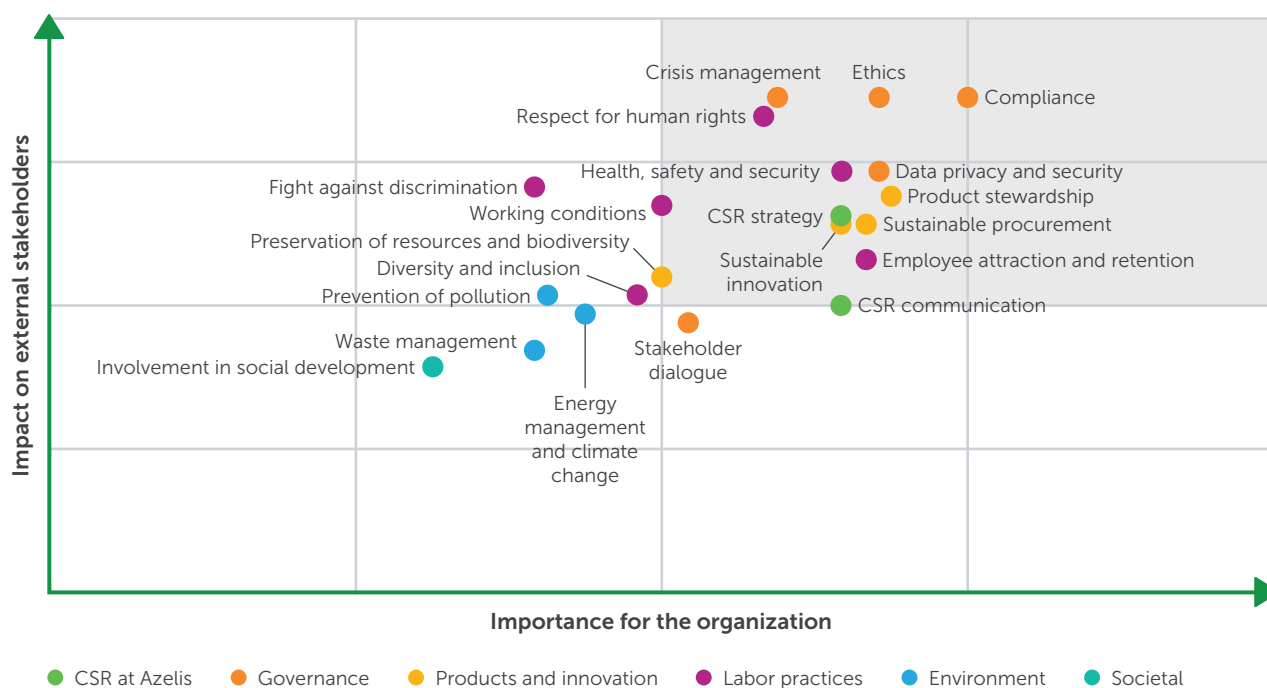 Crisis management
Ethics
Compliance
Respect for human rights
Health, safety and security
Data privacy and security
Fight against discrimination
Product stewardship
Working conditions
CSR strategy
Sustainable procurement
Preservation of resources and biodiversity
Sustainable
innovation
Employee attraction and retention
Diversity and inclusion
Prevention of pollution
CSR communication
Waste management
Stakeholder
dialogue
Involvement in social development
Energy
management
and climate
change
Impact on external stakeholders
Importance for the organization
CSR at Azelis
Governance
Products and innovation
Labor practices
Environment
Societal